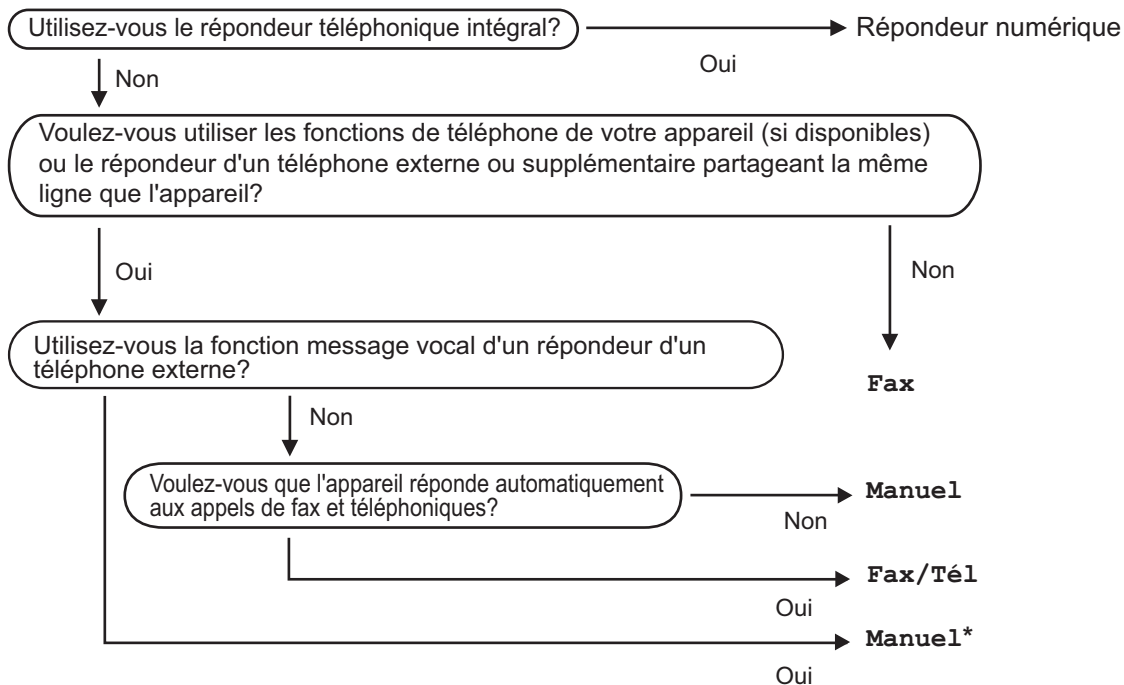 Utilisez-vous le répondeur téléphonique intégral?
Répondeur numérique
Oui
Non
Voulez-vous utiliser les fonctions de téléphone de votre appareil (si disponibles)
ou le répondeur d'un téléphone externe ou supplémentaire partageant la même
ligne que l'appareil?
Oui
Non
Utilisez-vous la fonction message vocal d'un répondeur d'un
téléphone externe?
Fax
Non
Voulez-vous que l'appareil réponde automatiquement
aux appels de fax et téléphoniques?
Manuel
Non
Fax/Tél
Oui
Manuel*
Oui